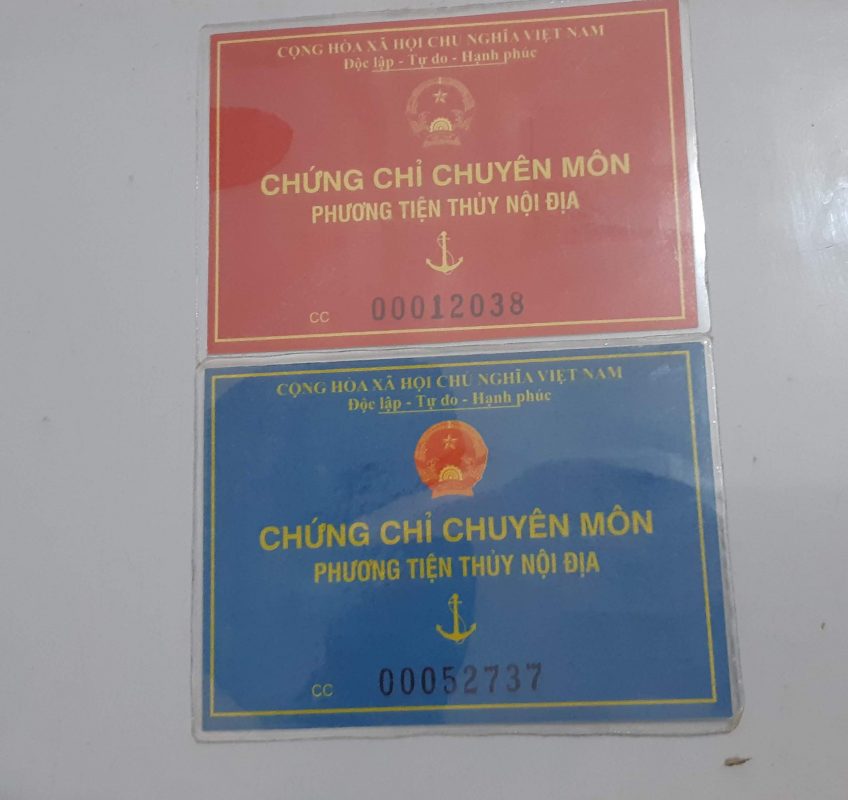 CỘNG HÒA XÃ HỘI CHỦ NGHĨA VIỆT NAM
Độc lập - Tự do - Hạnh phúc
CHỨNG CHỈ CHUYÊN MÔN
PHƯƠNG TIỆN THỦY NỘI ĐỊA
CC 00012038
CỘNG HÒA XÃ HỘI CHỦ NGHĨA VIỆT NAM
Độc lập - Tự do - Hạnh phúc
CHỨNG CHỈ CHUYÊN MÔN
PHƯƠNG TIỆN THỦY NỘI ĐỊA
CC 00052737